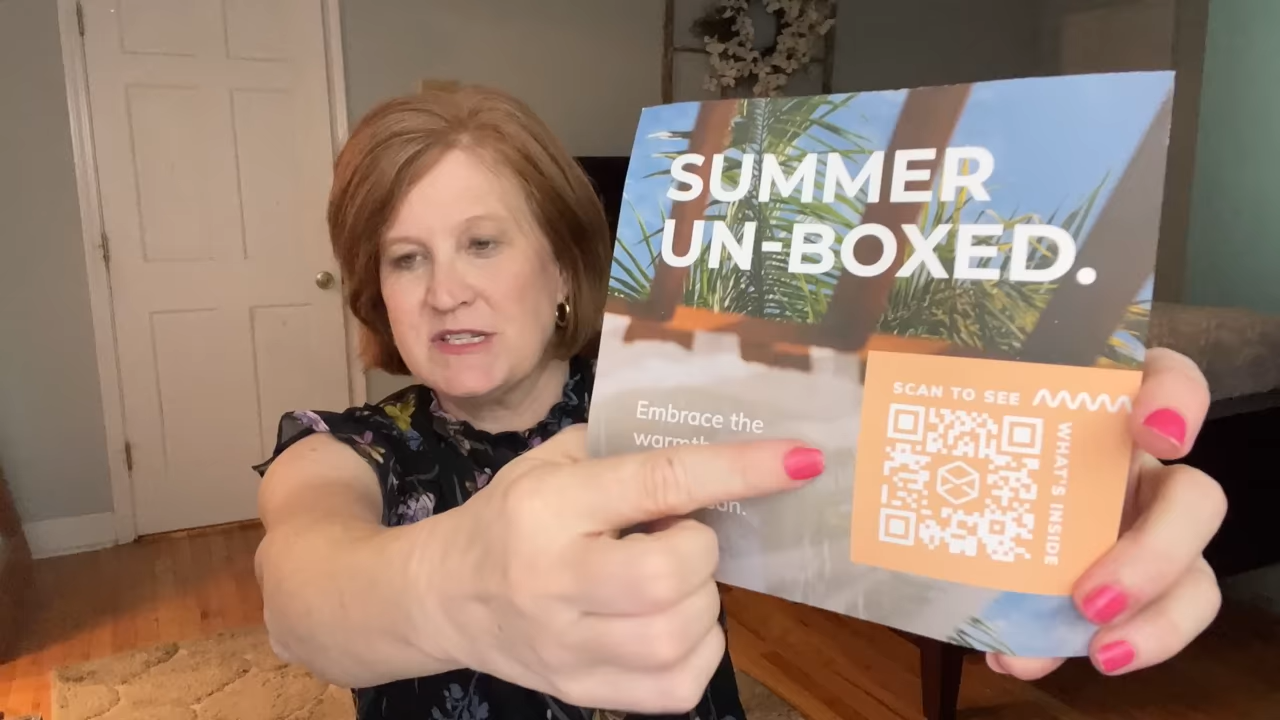 SUMMER
UN-BOXED.
Embrace the
SCAN TO SEE
WHAT'S INSIDE